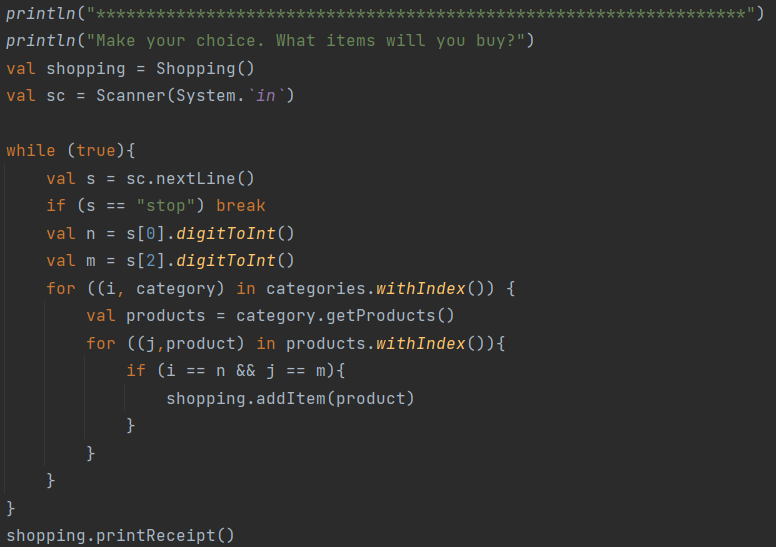 println("*****************************************************************")
println("Make your choice. What items will you buy?")
val shopping = Shopping()
val sc = Scanner(System.`in`)
while (true){
val s = sc.nextLine()
if (s == "stop") break
val n = s[0].digitToInt()
val m = s[2].digitToInt()
for ((i, category) in categories.withIndex()) {
val products = category.getProducts()
for ((j,product) in products.withIndex()){
if (i == n && j == m){
shopping.addItem(product)
}
}
}
}
shopping.printReceipt()